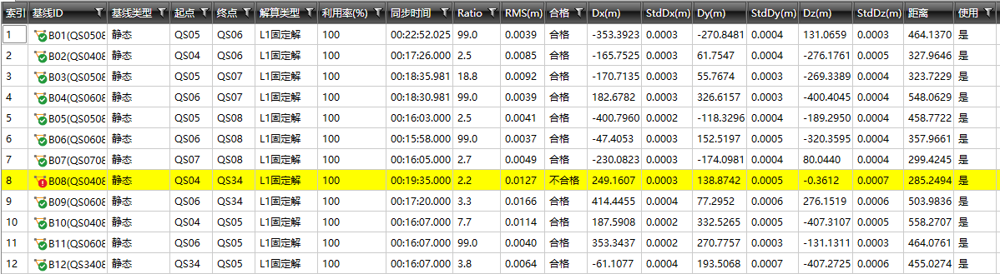 索引 基线ID 基线类型 起点 终点 解算类型 利用率(%) 同步时间 Ratio RMS(m) 合格 Dx(m) StdDx(m) Dy(m) StdDy(m) Dz(m) StdDz(m) 距离 使用
1 B01(QS0508 静态 QS05 QS06 L1固定解 100 00:22:52.025 99.0 0.0039 合格 -353.3923 0.0003 -270.8481 0.0004 131.0659 0.0003 464.1370 是
2 B02(QS0408 静态 QS04 QS06 L1固定解 100 00:17:26.000 2.5 0.0085 合格 -165.7525 0.0003 61.7547 0.0004 -276.1761 0.0005 327.9646 是
3 B03(QS0508 静态 QS05 QS07 L1固定解 100 00:18:35.981 18.8 0.0092 合格 -170.7135 0.0003 55.7674 0.0003 -269.3389 0.0004 323.7229 是
4 B04(QS0608 静态 QS06 QS07 L1固定解 100 00:18:30.981 99.0 0.0039 合格 182.6782 0.0003 326.6157 0.0003 -400.4045 0.0004 548.0629 是
5 B05(QS0508 静态 QS05 QS08 L1固定解 100 00:16:03.000 2.5 0.0041 合格 -400.7960 0.0002 -118.3296 0.0004 -189.2950 0.0004 458.7722 是
6 B06(QS0608 静态 QS06 QS08 L1固定解 100 00:15:58.000 99.0 0.0037 合格 -47.4053 0.0003 152.5197 0.0005 -320.3595 0.0004 357.9661 是
7 B07(QS0708 静态 QS07 QS08 L1固定解 100 00:16:05.000 2.7 0.0049 合格 -230.0823 0.0003 -174.0981 0.0004 80.0440 0.0004 299.4245 是
8 B08(QS0408 静态 QS04 QS34 L1固定解 100 00:19:35.000 2.2 0.0127 不合格 249.1607 0.0003 138.8742 0.0005 -0.3612 0.0007 285.2494 是
9 B09(QS0608 静态 QS06 QS34 L1固定解 100 00:17:20.000 3.3 0.0166 合格 414.4455 0.0004 77.2952 0.0006 276.1519 0.0006 503.9836 是
10 B10(QS0408 静态 QS04 QS05 L1固定解 100 00:16:07.000 7.7 0.0114 合格 187.5908 0.0002 332.5265 0.0004 -407.3107 0.0005 558.2707 是
11 B11(QS0608 静态 QS06 QS05 L1固定解 100 00:16:07.000 99.0 0.0040 合格 353.3437 0.0002 270.7757 0.0003 -131.1311 0.0003 464.0761 是
12 B12(QS3408 静态 QS34 QS05 L1固定解 100 00:16:07.000 3.8 0.0064 合格 -61.1077 0.0004 193.5068 0.0007 -407.2725 0.0006 455.0274 是